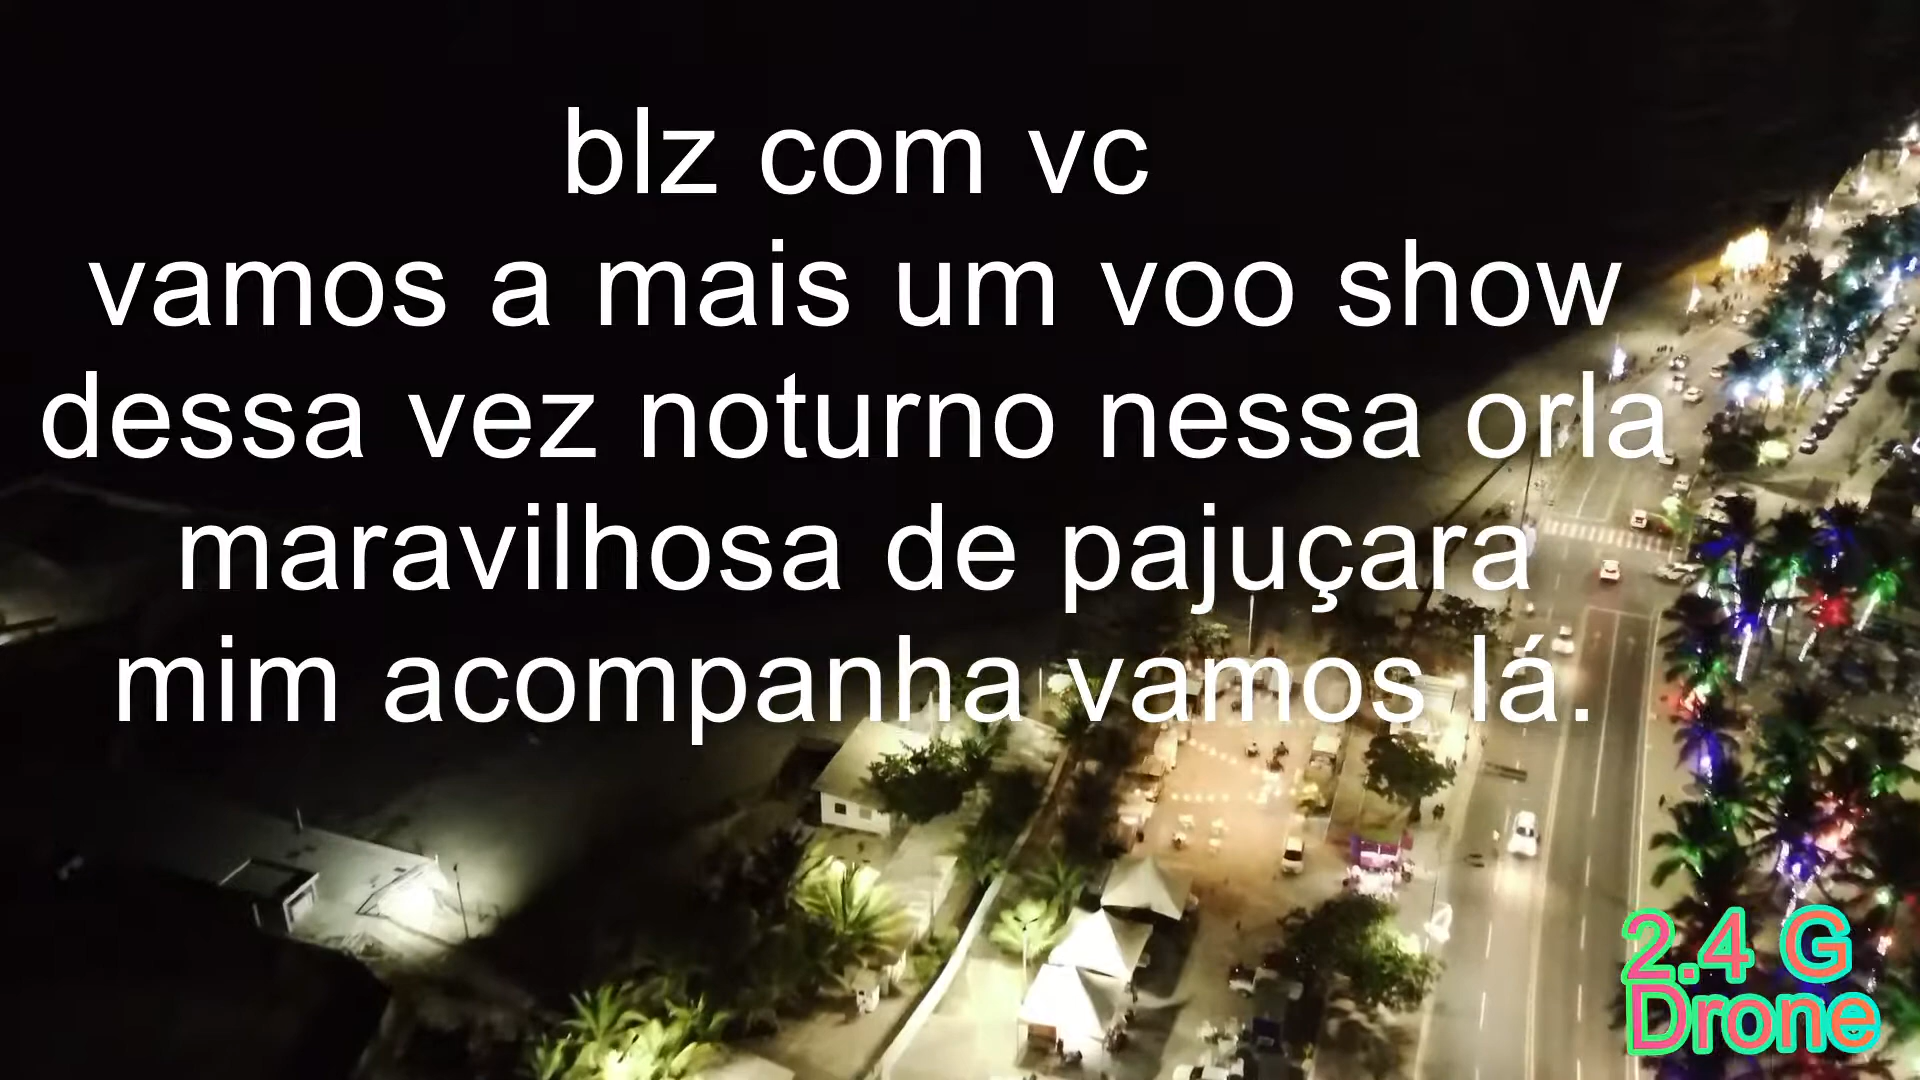 blz com vc
vamos a mais um voo show
dessa vez noturno nessa orla
maravilhosa de pajuçara
mim acompanha vamos lá.
2.4 G
Drone